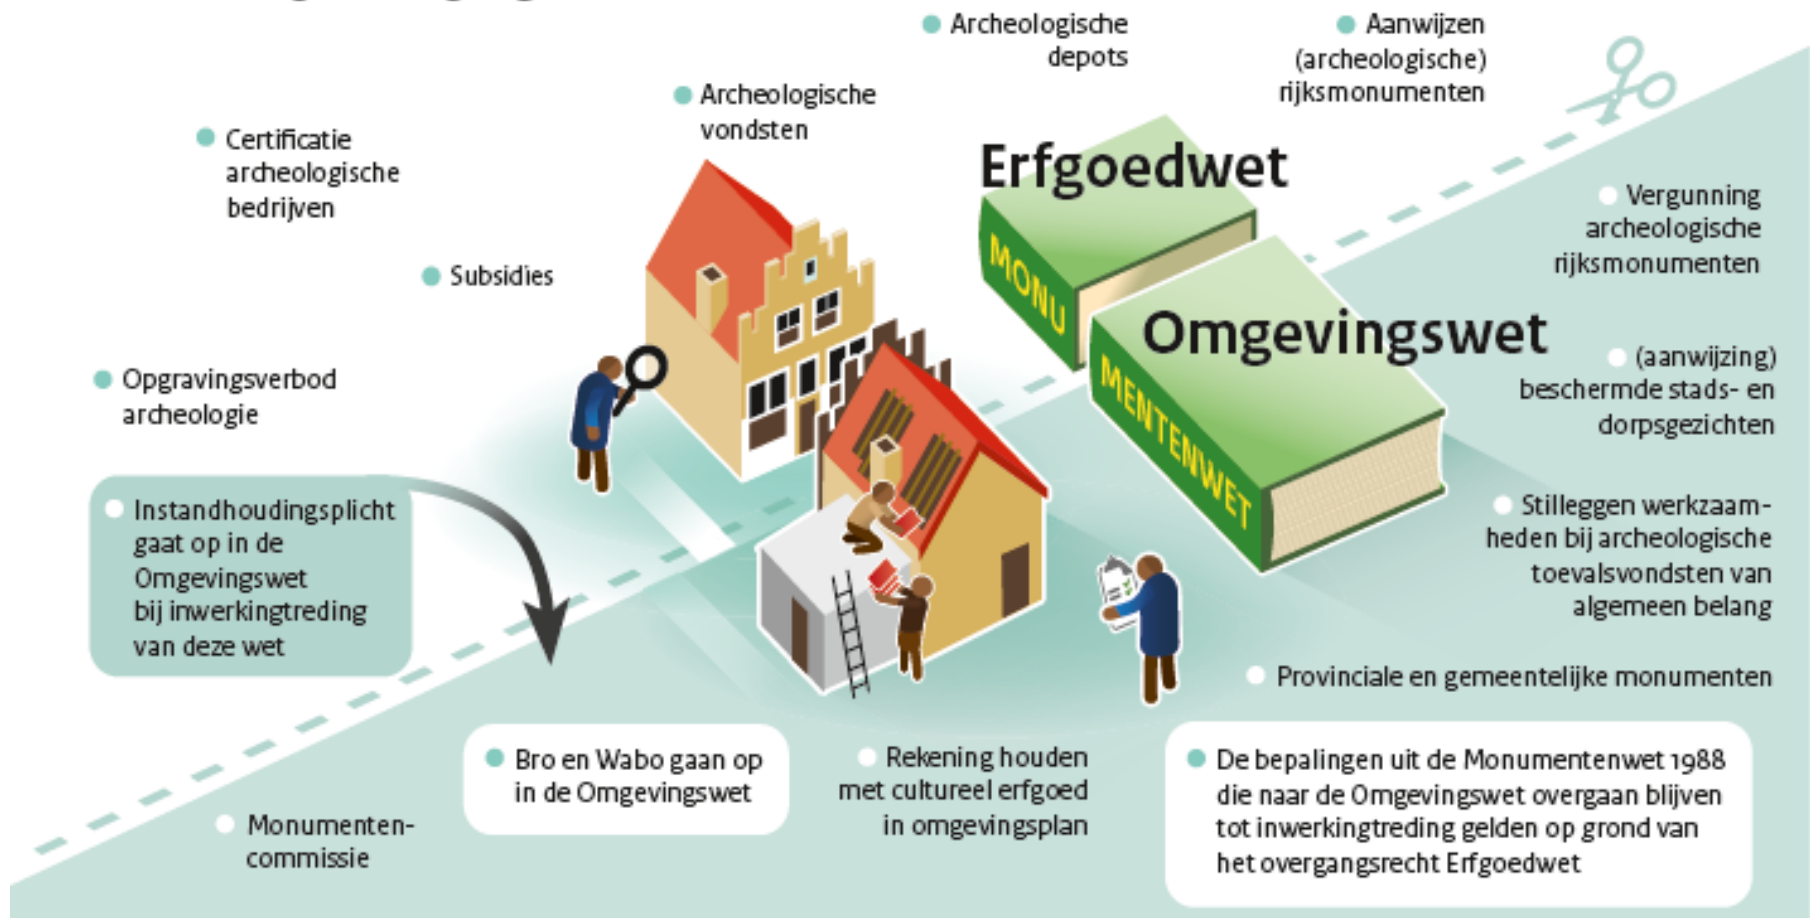 Archeologische
depots
Aanwijzen
(archeologische)
rijksmonumenten
Archeologische
vondsten
Certificatie
archeologische
bedrijven
Subsidies
Opgravingsverbod
archeologie
Erfgoedwet
MONU
Omgevingswet
MENTENWET
Vergunning
archeologische
rijksmonumenten
(aanwijzing)
beschermde stads- en
dorpsgezichten
Stilleggen werkzaam-
heden bij archeologische
toevalsvondsten van
algemeen belang
Provinciale en gemeentelijke monumenten
Instandhoudingsplicht
gaat op in de
Omgevingswet
bij inwerkingtreding
van deze wet
Bro en Wabo gaan op
in de Omgevingswet
Rekening houden
met cultureel erfgoed
in omgevingsplan
De bepalingen uit de Monumentenwet 1988
die naar de Omgevingswet overgaan blijven
tot inwerkingtreding gelden op grond van
het overgangsrecht Erfgoedwet
Monumenten-
commissie